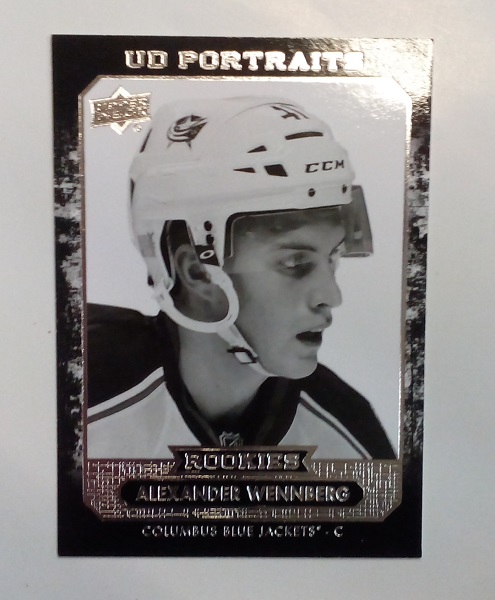 UD PORTRAITS
UPPER DECK
CCM
ROOKIES
ALEXANDER WENNBERG
COLUMBUS BLUE JACKETS - C